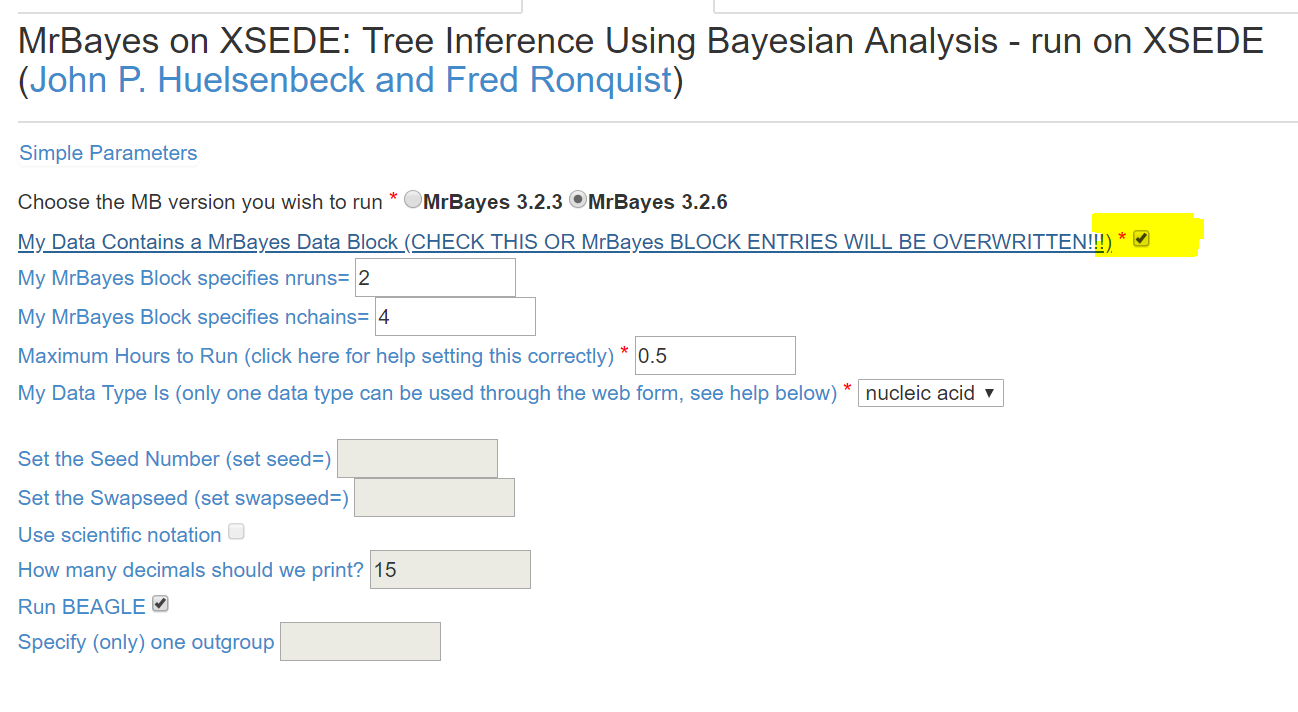 MrBayes on XSEDE: Tree Inference Using Bayesian Analysis - run on XSEDE
(John P. Huelsenbeck and Fred Ronquist)
Simple Parameters
Choose the MB version you wish to run * MrBayes 3.2.3 MrBayes 3.2.6
My Data Contains a MrBayes Data Block (CHECK THIS OR MrBayes BLOCK ENTRIES WILL BE OVERWRITTEN!!!) *
My MrBayes Block specifies nruns= 2
My MrBayes Block specifies nchains= 4
Maximum Hours to Run (click here for help setting this correctly) * 0.5
My Data Type Is (only one data type can be used through the web form, see help below) * nucleic acid
Set the Seed Number (set seed=)
Set the Swapseed (set swapseed=)
Use scientific notation
How many decimals should we print? 15
Run BEAGLE
Specify (only) one outgroup